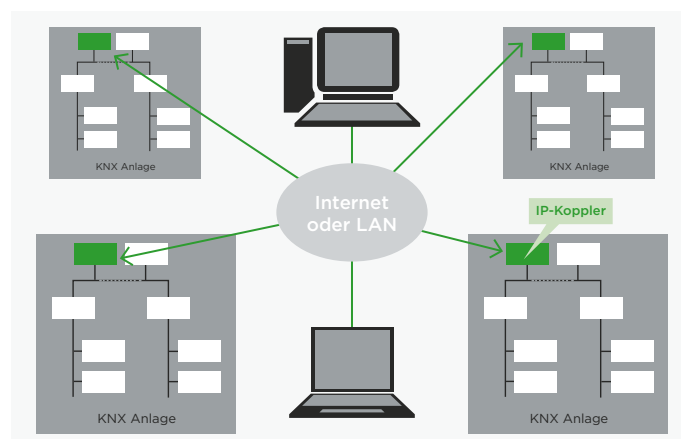 KNX Anlage
KNX Anlage
Internet
oder LAN
IP-Koppler
KNX Anlage
KNX Anlage